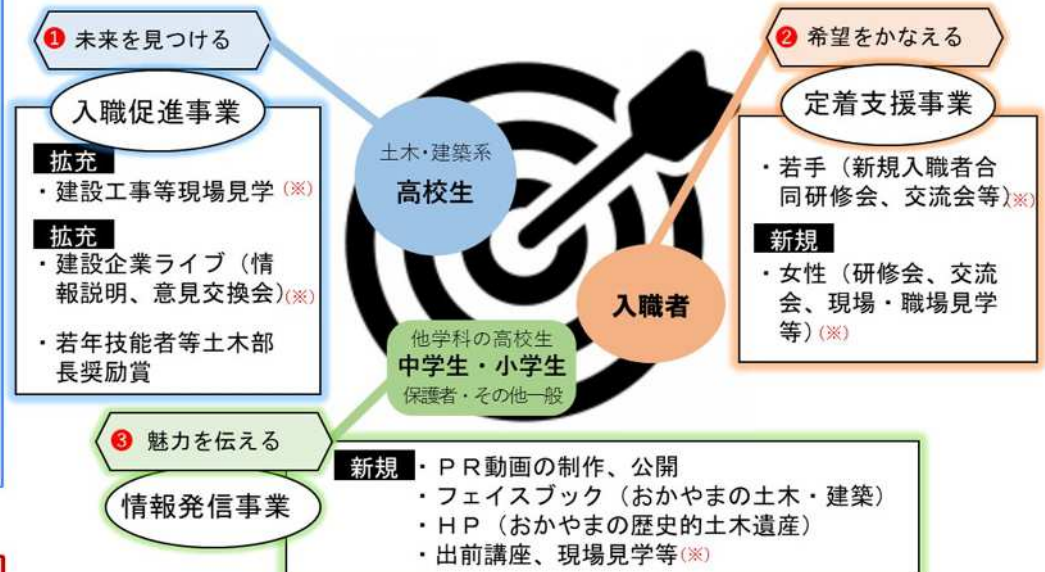 ❶ 未来を見つける
入職促進事業
拡充
・建設工事等現場見学（※）
拡充
・建設企業ライブ（情
報説明、意見交換会）（※）
・若年技能者等土木部
長奨励賞
土木・建築系
高校生
❷ 希望をかなえる
定着支援事業
・若手（新規入職者合
同研修会、交流会等）（※）
新規
・女性（研修会、交流
会、現場・職場見学
等）（※）
入職者
他学科の高校生
中学生・小学生
保護者・その他一般
❸ 魅力を伝える
情報発信事業
新規 ・ＰＲ動画の制作、公開
・フェイスブック（おかやまの土木・建築）
・ＨＰ（おかやまの歴史的土木遺産）
・出前講座、現場見学等（※）